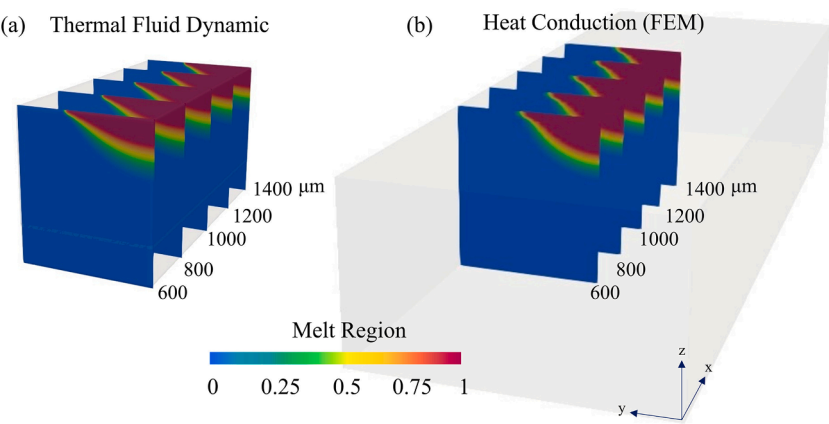 (a) Thermal Fluid Dynamic
(b) Heat Conduction (FEM)
1400 μm
1200
1000
800
600
1400 μm
1200
1000
800
600
Melt Region
0 0.25 0.5 0.75 1
z
x
y